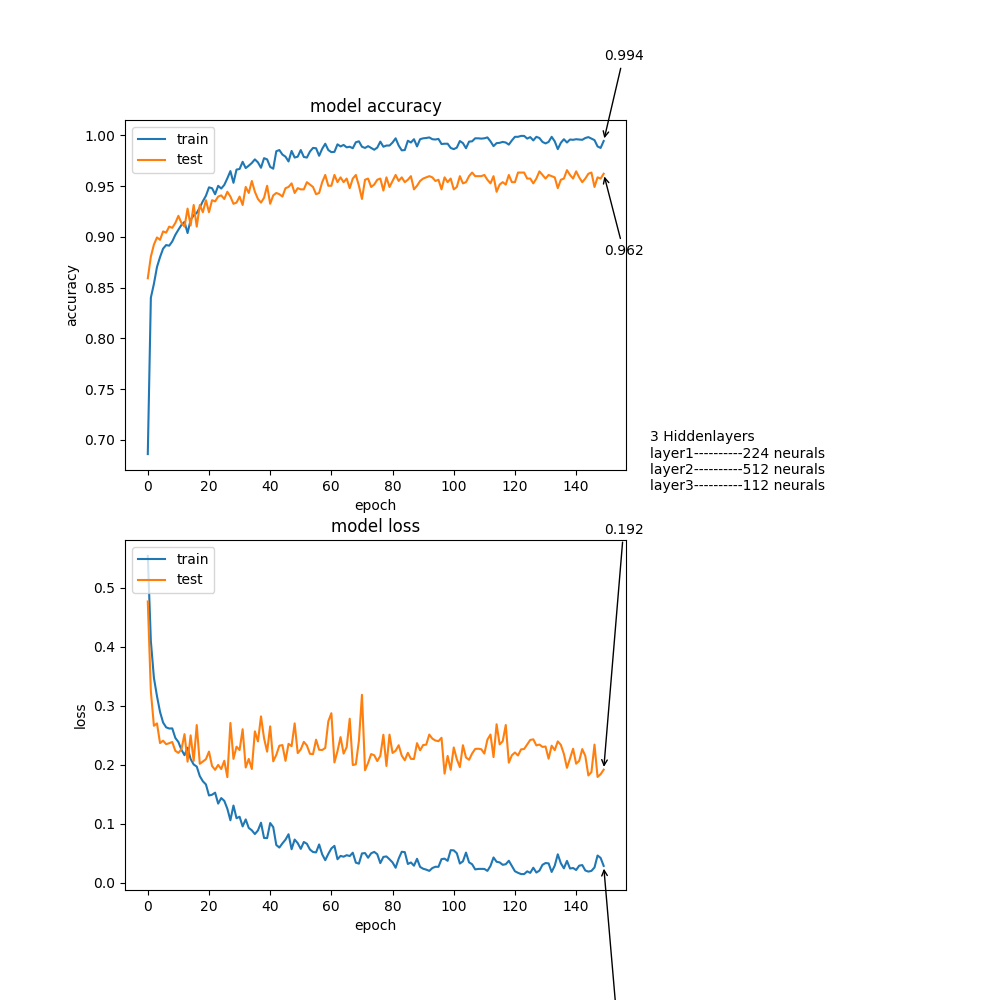 0.994
model accuracy
train
test
1.00
0.95
0.90
0.85
0.80
0.75
0.70
accuracy
0.962
0 20 40 60 80 100 120 140
epoch
3 Hiddenlayers
layer1----------224 neurals
layer2----------512 neurals
layer3----------112 neurals
model loss
0.192
train
test
0.5
0.4
0.3
0.2
0.1
0.0
loss
0 20 40 60 80 100 120 140
epoch